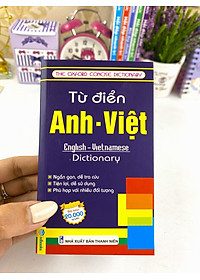 THE OXFORD CONCISE DICTIONARY
Từ điển
Anh - Việt
English - Vietnamese
Dictionary
Ngắn gọn, dễ tra cứu
Tiện lợi, dễ sử dụng
Phù hợp với nhiều đối tượng
20.000
NHÀ XUẤT BẢN THANH NIÊN